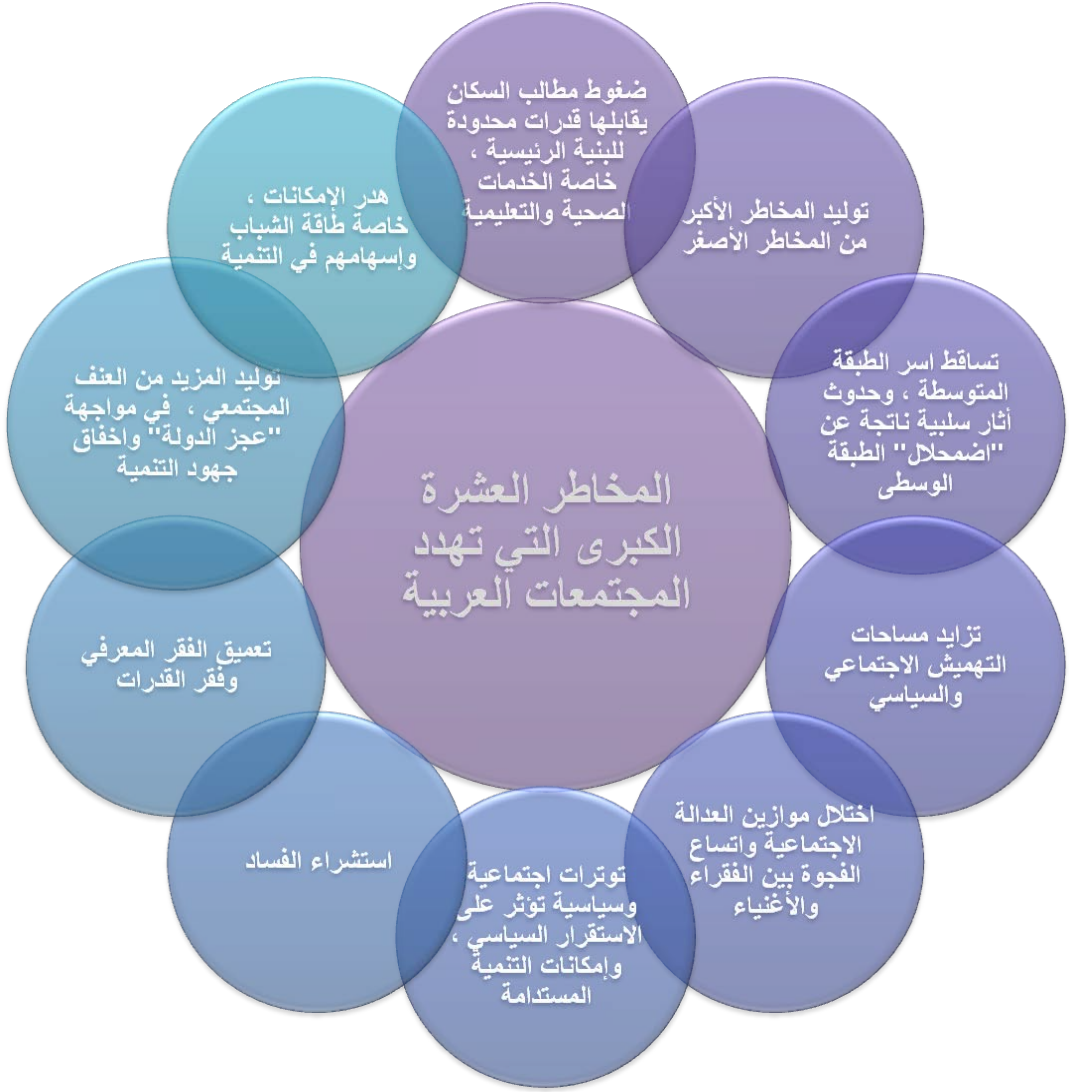 ضغوط مطالب السكان
يقابلها قدرات محدودة
للبنية الرئيسية ،
خاصة الخدمات
الصحية والتعليمية
توليد المخاطر الأكبر
من المخاطر الأصغر
تساقط اسر الطبقة
المتوسطة ، وحدوث
أثار سلبية ناتجة عن
"اضمحلال" الطبقة
الوسطى
تزايد مساحات
التهميش الاجتماعي
والسياسي
اختلال موازين العدالة
الاجتماعية واتساع
الفجوة بين الفقراء
والأغنياء
توترات اجتماعية
وسياسية تؤثر على
الاستقرار السياسي ،
وإمكانات التنمية
المستدامة
استشراء الفساد
تعميق الفقر المعرفي
وفقر القدرات
توليد المزيد من العنف
المجتمعي ، في مواجهة
"عجز الدولة" واخفاق
جهود التنمية
هدر الإمكانات ،
خاصة طاقة الشباب
وإسهامهم في التنمية
المخاطر العشرة
الكبرى التي تهدد
المجتمعات العربية